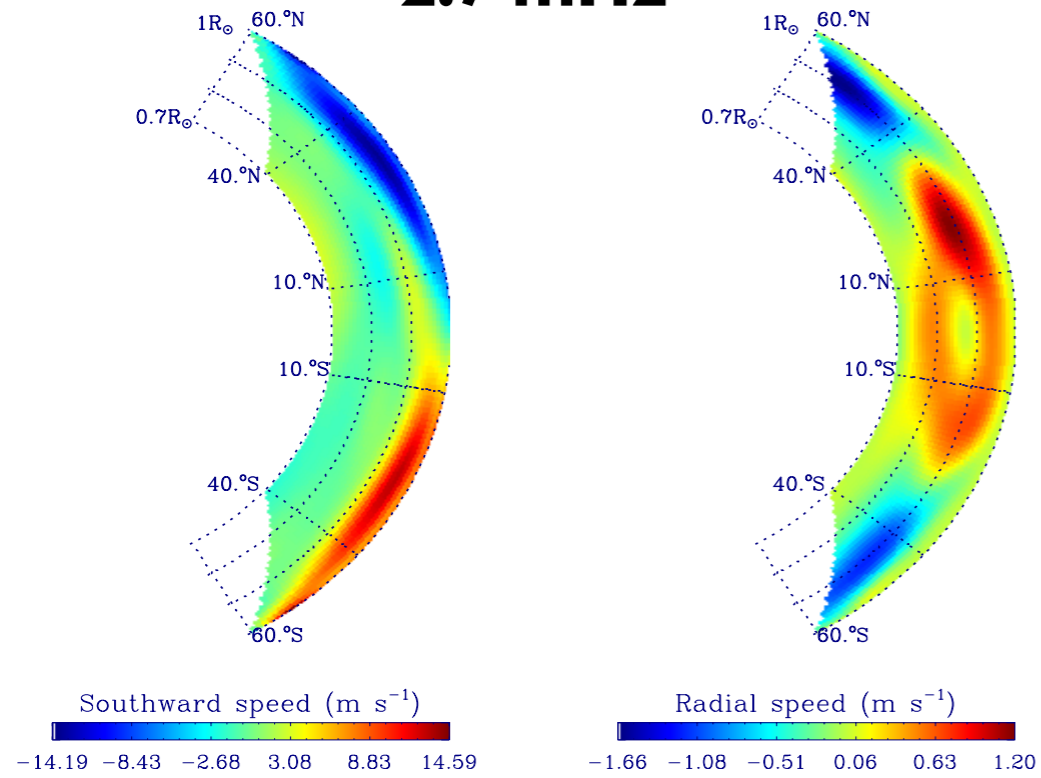 1R☉ 60.°N
0.7R☉
40.°N
10.°N
10.°S
40.°S
60.°S
Southward speed (m s⁻¹)
−14.19 −8.43 −2.68 3.08 8.83 14.59
1R☉ 60.°N
0.7R☉
40.°N
10.°N
10.°S
40.°S
60.°S
Radial speed (m s⁻¹)
−1.66 −1.08 −0.51 0.06 0.63 1.20